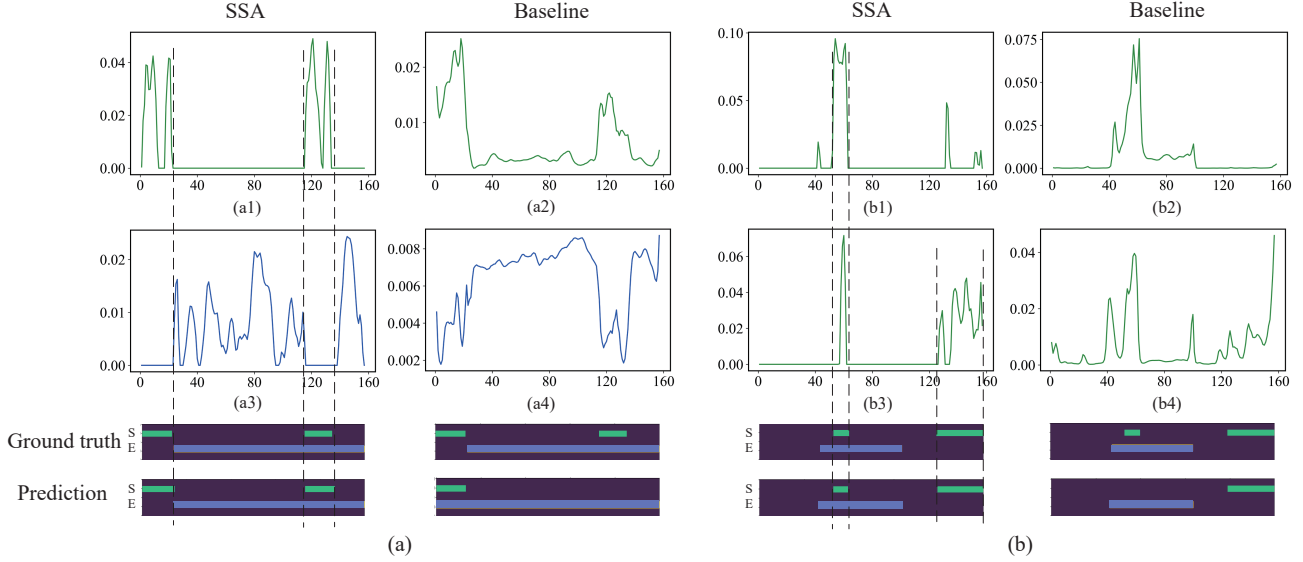 SSA Baseline SSA Baseline
0.04 0.02 0.00
0 40 80 120 160
(a1)
0.02 0.01
0 40 80 120 160
(a2)
0.10 0.05 0.00
0 40 80 120 160
(b1)
0.075 0.050 0.025 0.000
0 40 80 120 160
(b2)
0.02 0.01 0.00
0 40 80 120 160
(a3)
0.008 0.006 0.004 0.002
0 40 80 120 160
(a4)
0.06 0.04 0.02 0.00
0 40 80 120 160
(b3)
0.04 0.02 0.00
0 40 80 120 160
(b4)
Ground truth S S
E E
Prediction S S
E E
(a) (b)